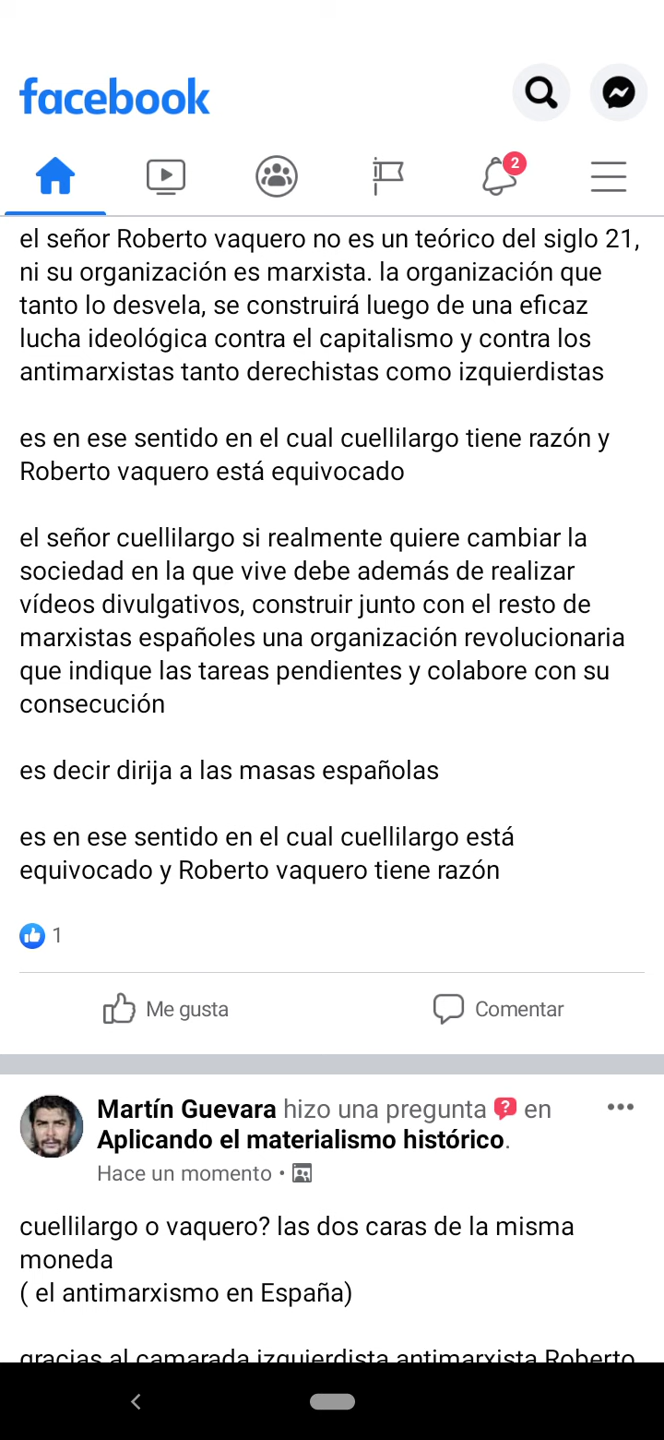 facebook
2
el señor Roberto vaquero no es un teórico del siglo 21,
ni su organización es marxista. la organización que
tanto lo desvela, se construirá luego de una eficaz
lucha ideológica contra el capitalismo y contra los
antimarxistas tanto derechistas como izquierdistas
es en ese sentido en el cual cuellilargo tiene razón y
Roberto vaquero está equivocado
el señor cuellilargo si realmente quiere cambiar la
sociedad en la que vive debe además de realizar
vídeos divulgativos, construir junto con el resto de
marxistas españoles una organización revolucionaria
que indique las tareas pendientes y colabore con su
consecución
es decir dirija a las masas españolas
es en ese sentido en el cual cuellilargo está
equivocado y Roberto vaquero tiene razón
1
Me gusta
Comentar
Martín Guevara hizo una pregunta ? en
Aplicando el materialismo histórico.
Hace un momento •
cuellilargo o vaquero? las dos caras de la misma
moneda
( el antimarxismo en España)
gracias al camarada izquierdista antimarxista Roberto